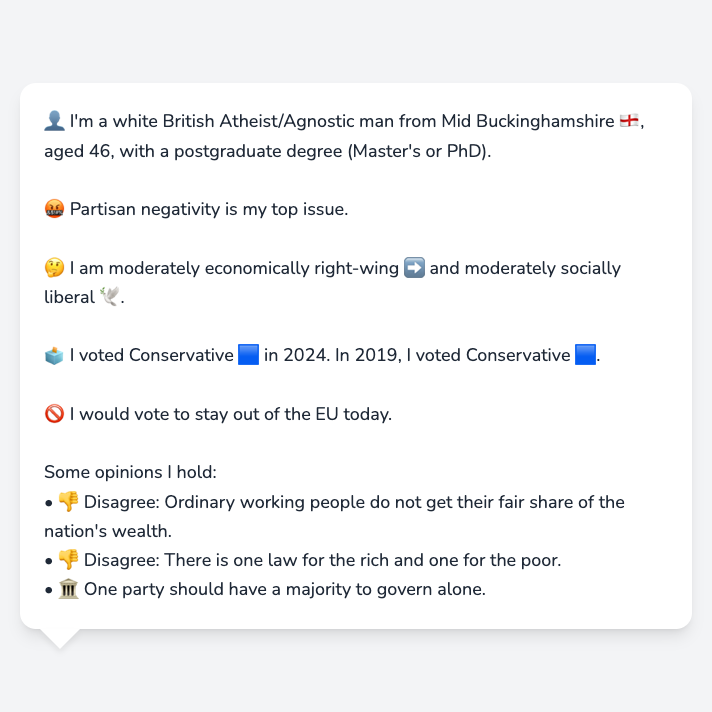 👤 I'm a white British Atheist/Agnostic man from Mid Buckinghamshire 🏴󠁧󠁢󠁥󠁮󠁧󠁿,
aged 46, with a postgraduate degree (Master's or PhD).
🤬 Partisan negativity is my top issue.
🤔 I am moderately economically right-wing ➡️ and moderately socially
liberal 🕊️.
🗳️ I voted Conservative 🟦 in 2024. In 2019, I voted Conservative 🟦.
🚫 I would vote to stay out of the EU today.
Some opinions I hold:
• 👎 Disagree: Ordinary working people do not get their fair share of the
nation's wealth.
• 👎 Disagree: There is one law for the rich and one for the poor.
• 🏛️ One party should have a majority to govern alone.